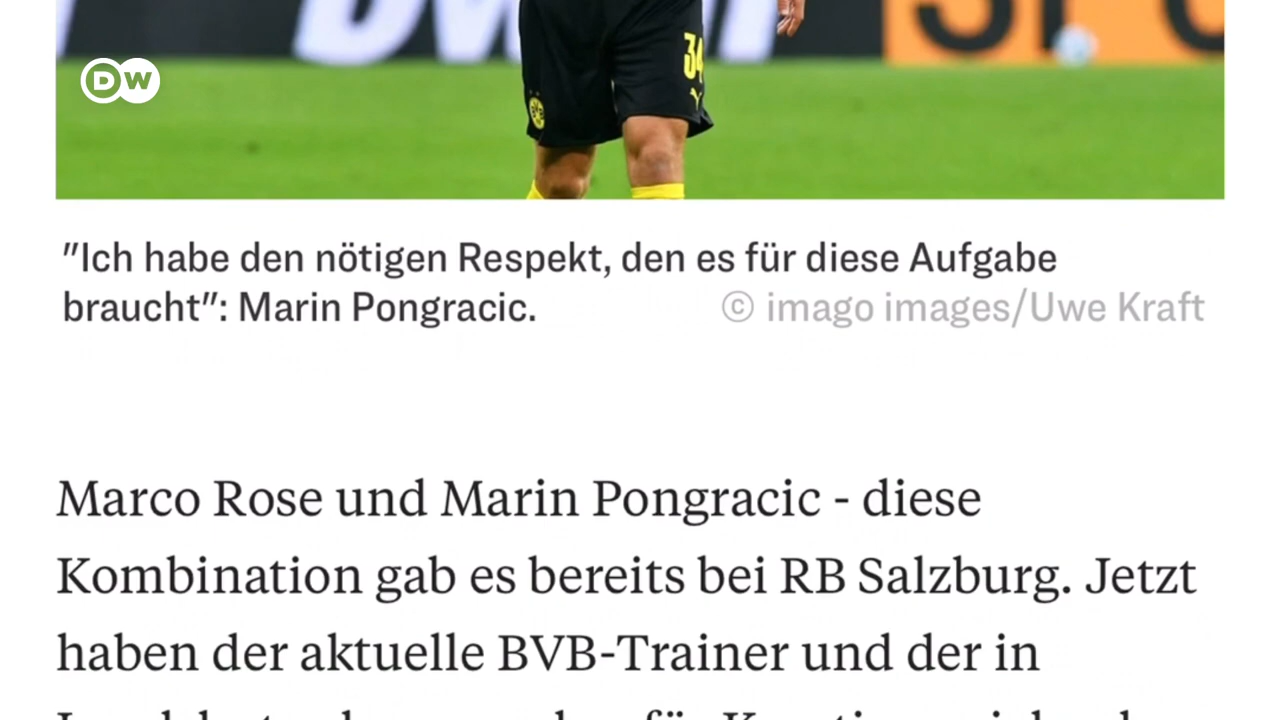 DW
34
"Ich habe den nötigen Respekt, den es für diese Aufgabe
braucht": Marin Pongracic. © imago images/Uwe Kraft
Marco Rose und Marin Pongracic - diese
Kombination gab es bereits bei RB Salzburg. Jetzt
haben der aktuelle BVB-Trainer und der in